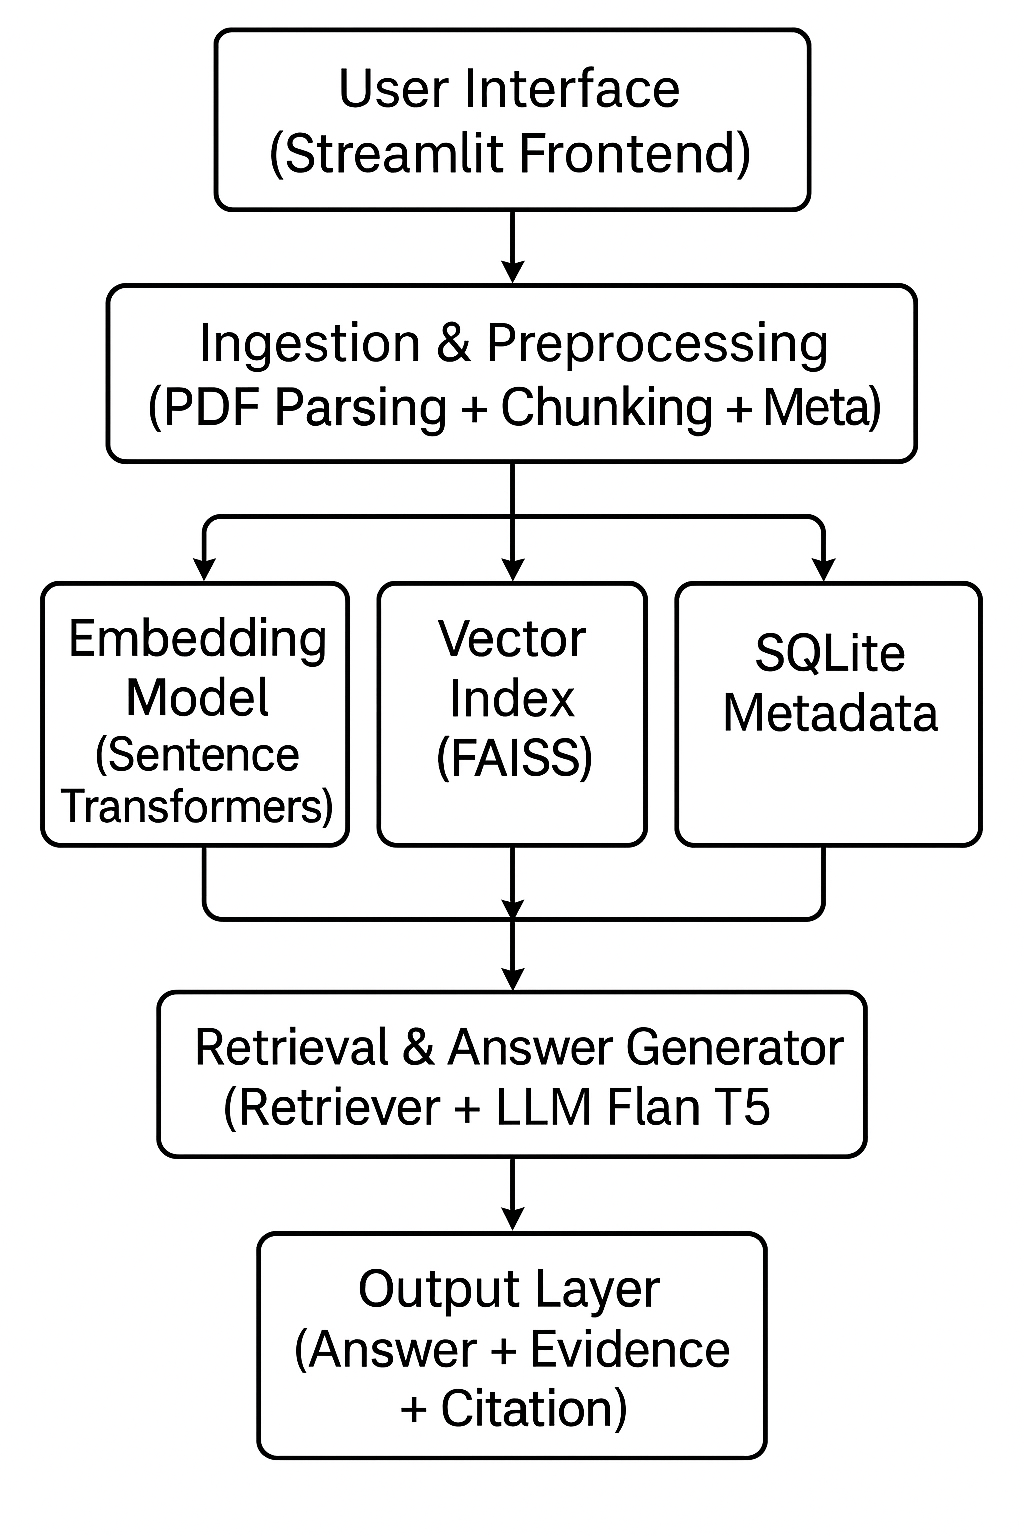 User Interface
(Streamlit Frontend)
Ingestion & Preprocessing
(PDF Parsing + Chunking + Meta)
Embedding
Model
(Sentence
Transformers)
Vector
Index
(FAISS)
SQLite
Metadata
Retrieval & Answer Generator
(Retriever + LLM Flan T5
Output Layer
(Answer + Evidence
+ Citation)